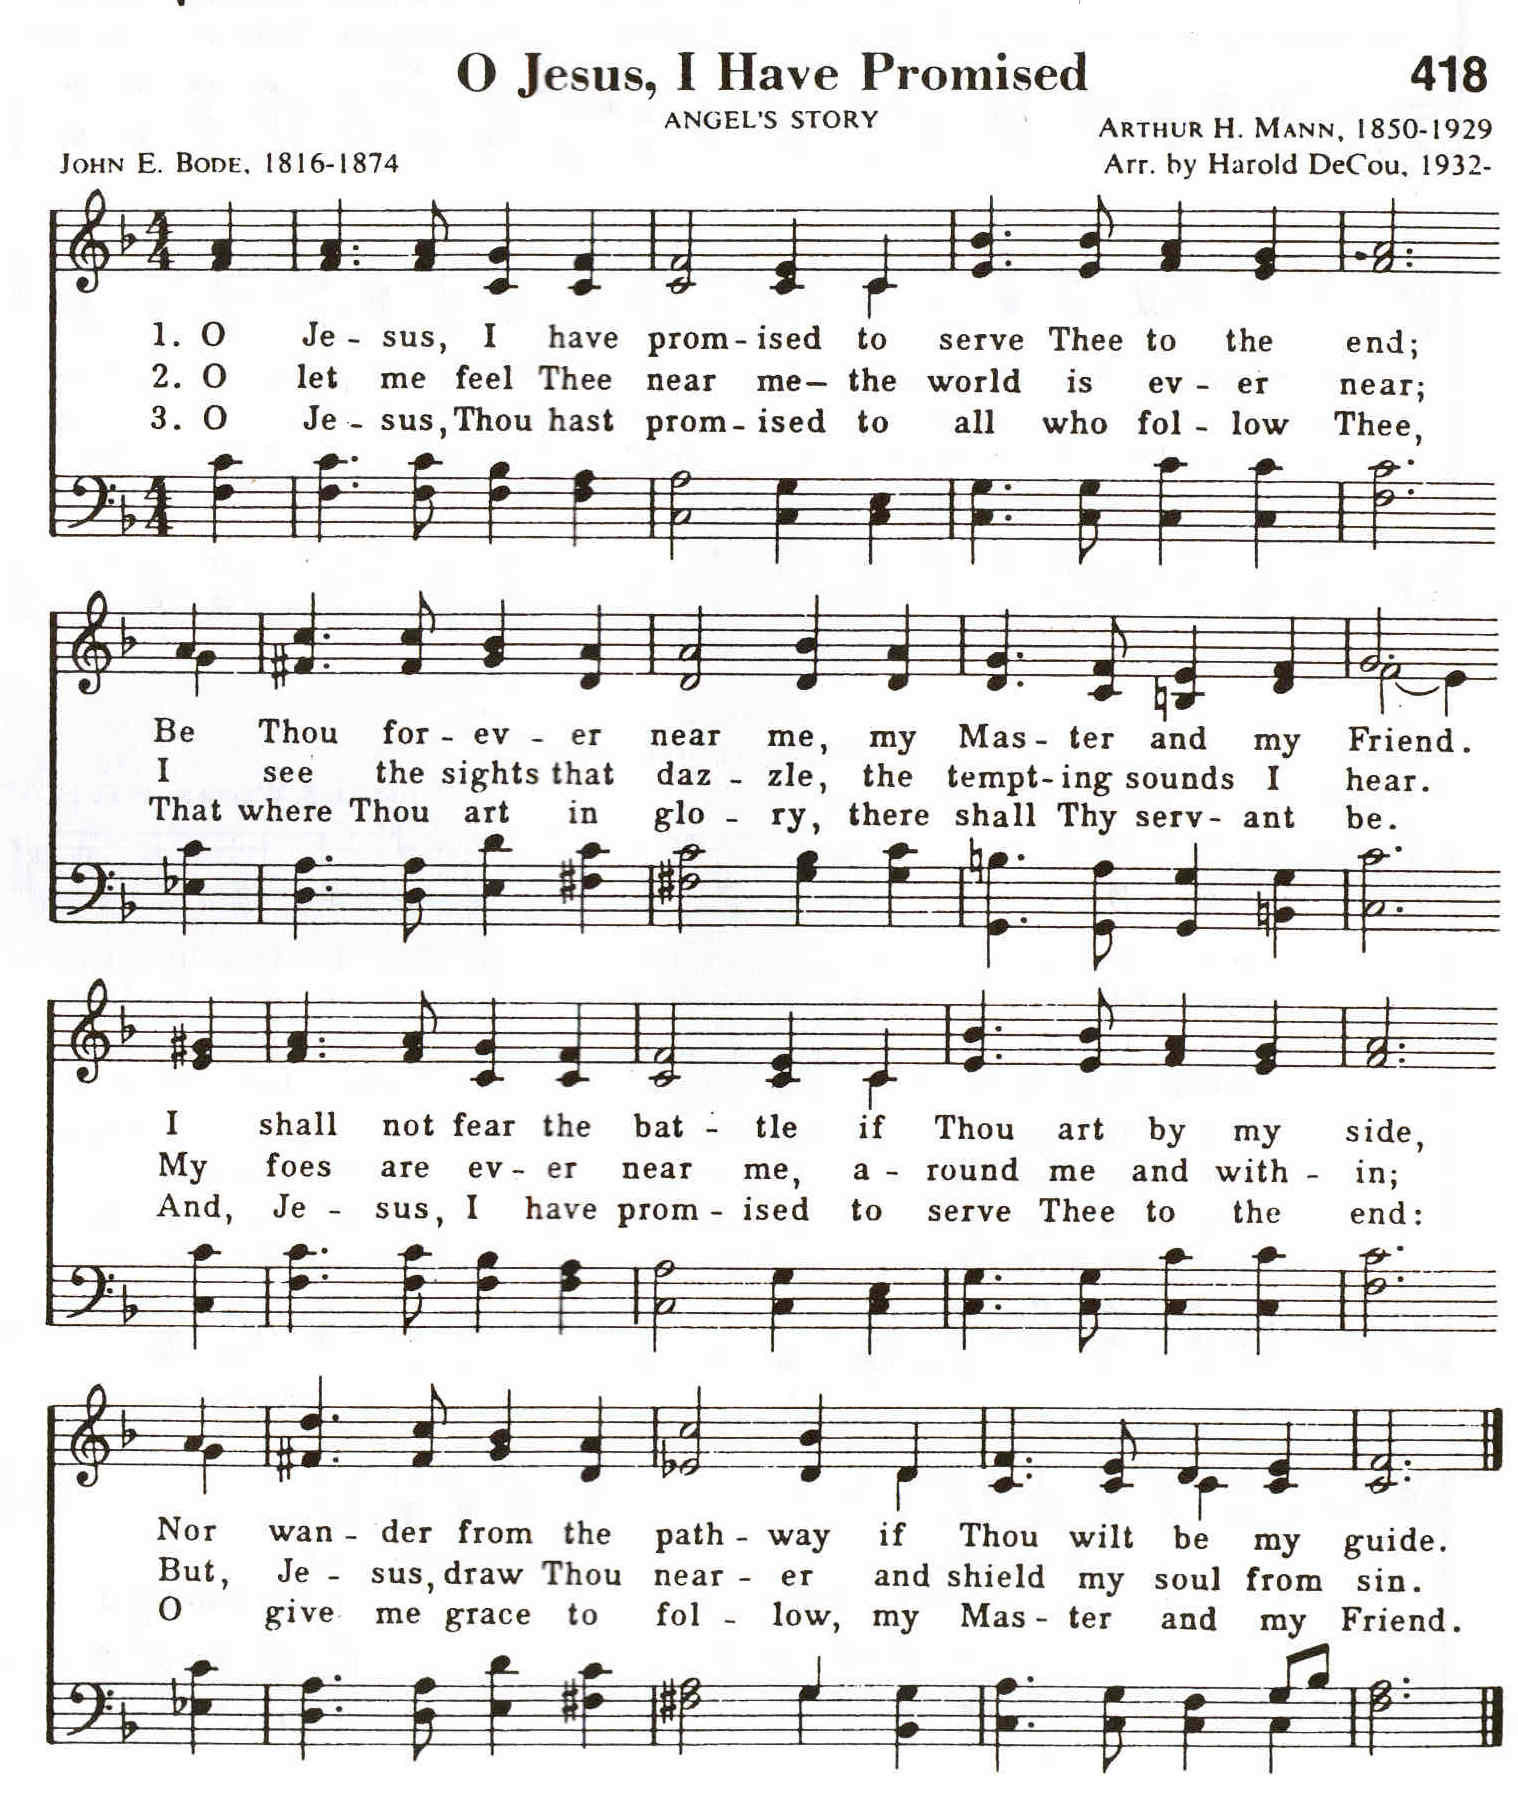 O Jesus, I Have Promised 418
ANGEL'S STORY
ARTHUR H. MANN, 1850-1929
JOHN E. BODE, 1816-1874 Arr. by Harold DeCou, 1932-
4 4
1. O Je - sus, I have prom - ised to serve Thee to the end;
2. O let me feel Thee near me— the world is ev - er near;
3. O Je - sus, Thou hast prom - ised to all who fol - low Thee,
4 4
Be Thou for - ev - er near me, my Mas - ter and my Friend.
I see the sights that daz - zle, the tempt - ing sounds I hear.
That where Thou art in glo - ry, there shall Thy serv - ant be.
I shall not fear the bat - tle if Thou art by my side,
My foes are ev - er near me, a - round me and with - in;
And, Je - sus, I have prom - ised to serve Thee to the end:
Nor wan - der from the path - way if Thou wilt be my guide.
But, Je - sus, draw Thou near - er and shield my soul from sin.
O give me grace to fol - low, my Mas - ter and my Friend.